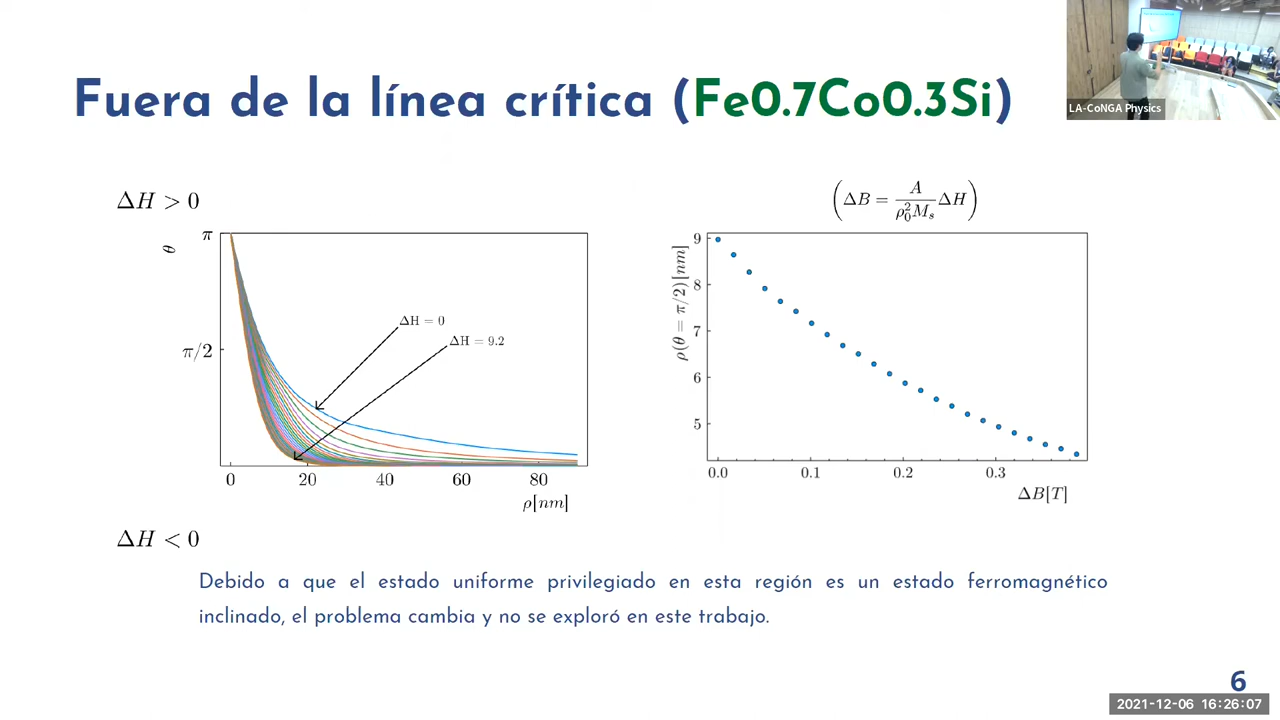 Fuera de la línea crítica (Fe0.7Co0.3Si)
LA-CoNGA Physics
ΔH > 0
θ
π
π/2
ΔH = 0
ΔH = 9.2
0 20 40 60 80
ρ[nm]
(ΔB = A/ρ₀²Mₛ ΔH)
ρ(θ = π/2)[nm]
9
8
7
6
5
0.0 0.1 0.2 0.3
ΔB[T]
ΔH < 0
Debido a que el estado uniforme privilegiado en esta región es un estado ferromagnético
inclinado, el problema cambia y no se exploró en este trabajo.
6
2021-12-06 16:26:07